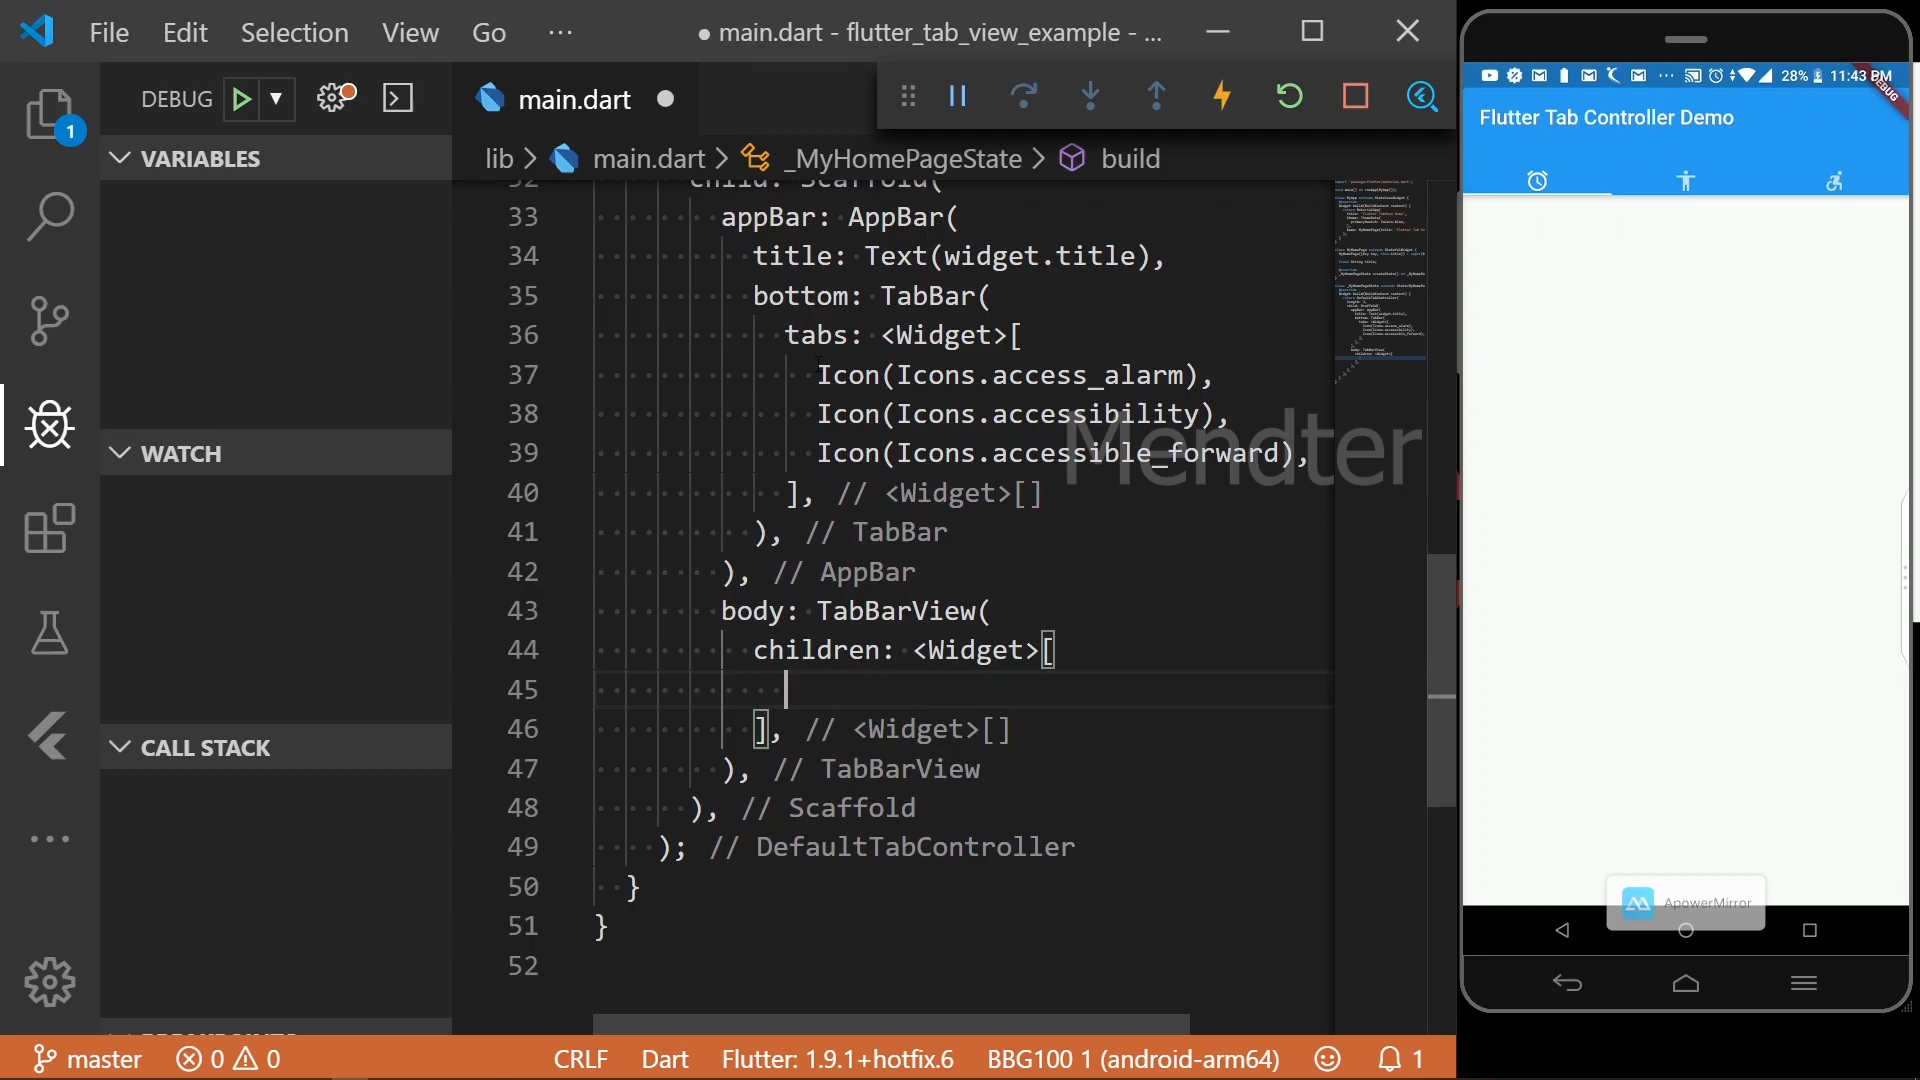 File Edit Selection View Go ··· ● main.dart - flutter_tab_view_example - ...
DEBUG
main.dart
VARIABLES
lib > main.dart > _MyHomePageState > build
32 child: Scaffold(
33 appBar: AppBar(
34 title: Text(widget.title),
35 bottom: TabBar(
36 tabs: <Widget>[
37 Icon(Icons.access_alarm),
38 Icon(Icons.accessibility),
39 Icon(Icons.accessible_forward),
40 ], // <Widget>[]
41 ), // TabBar
42 ), // AppBar
43 body: TabBarView(
44 children: <Widget>[
45
46 ], // <Widget>[]
47 ), // TabBarView
48 ), // Scaffold
49 ); // DefaultTabController
50 }
51 }
52
Mendter
1
WATCH
CALL STACK
master 0 0 CRLF Dart Flutter: 1.9.1+hotfix.6 BBG100 1 (android-arm64) 1
28% 11:43 PM
Flutter Tab Controller Demo
ApowerMirror